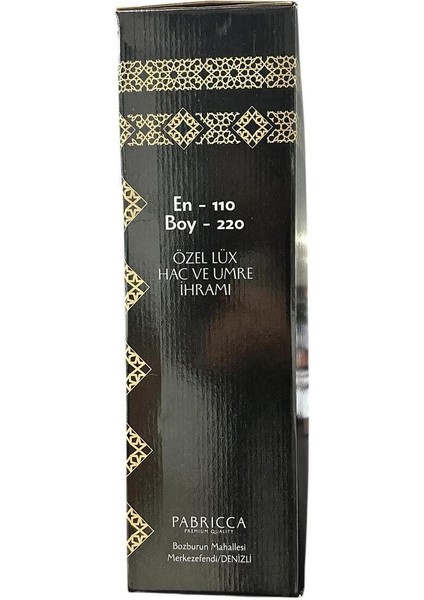 En - 110
Boy - 220
ÖZEL LÜX
HAC VE UMRE
İHRAMI
PABRICCA
PREMIUM QUALITY
Bozburun Mahallesi
Merkezefendi/DENİZLİ